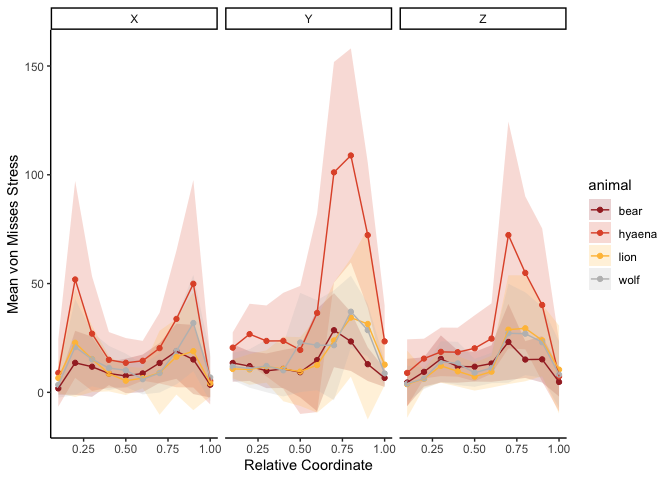 X Y Z
150
100
50
0
Mean von Misses Stress
0.25 0.50 0.75 1.00 0.25 0.50 0.75 1.00 0.25 0.50 0.75 1.00
Relative Coordinate
animal
bear
hyaena
lion
wolf